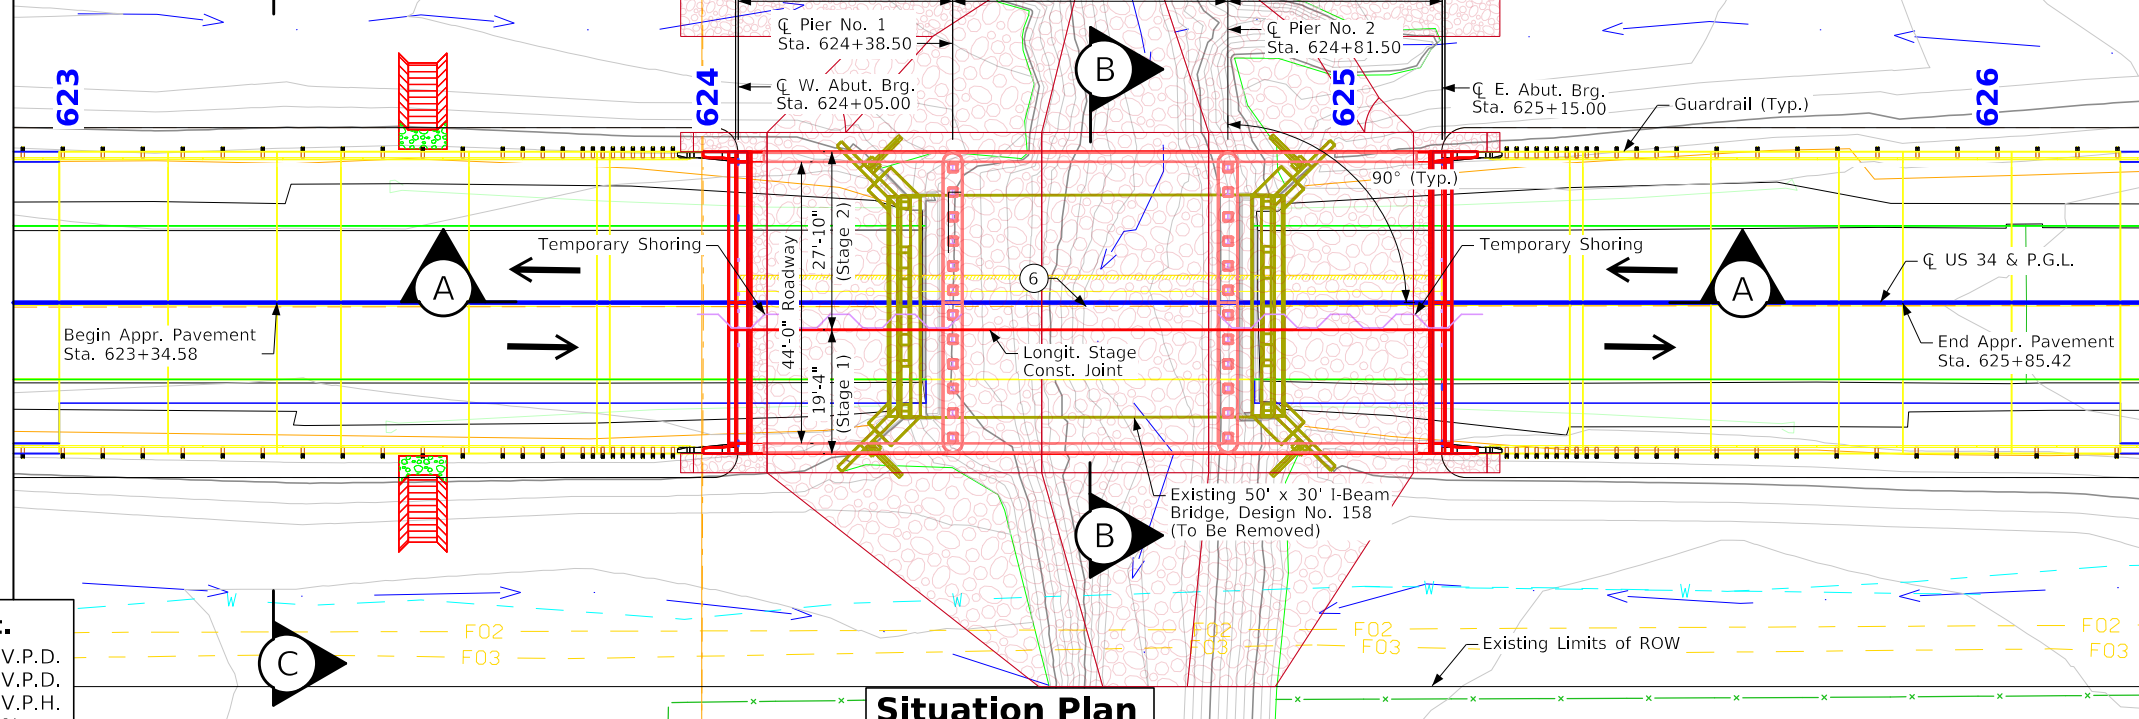 ℄ Pier No. 1
Sta. 624+38.50
℄ Pier No. 2
Sta. 624+81.50
B
623
624
℄ W. Abut. Brg.
Sta. 624+05.00
625
℄ E. Abut. Brg.
Sta. 625+15.00
Guardrail (Typ.)
626
90° (Typ.)
Temporary Shoring
44'-0" Roadway
27'-10"
(Stage 2)
19'-4"
(Stage 1)
6
Temporary Shoring
℄ US 34 & P.G.L.
A
A
Begin Appr. Pavement
Sta. 623+34.58
Longit. Stage
Const. Joint
End Appr. Pavement
Sta. 625+85.42
Existing 50' x 30' I-Beam
Bridge, Design No. 158
(To Be Removed)
B
W
W
W
W
F02
F02
F02
F02
F03
F03
F03
F03
C
Existing Limits of ROW
V.P.D.
V.P.D.
V.P.H.
Situation Plan